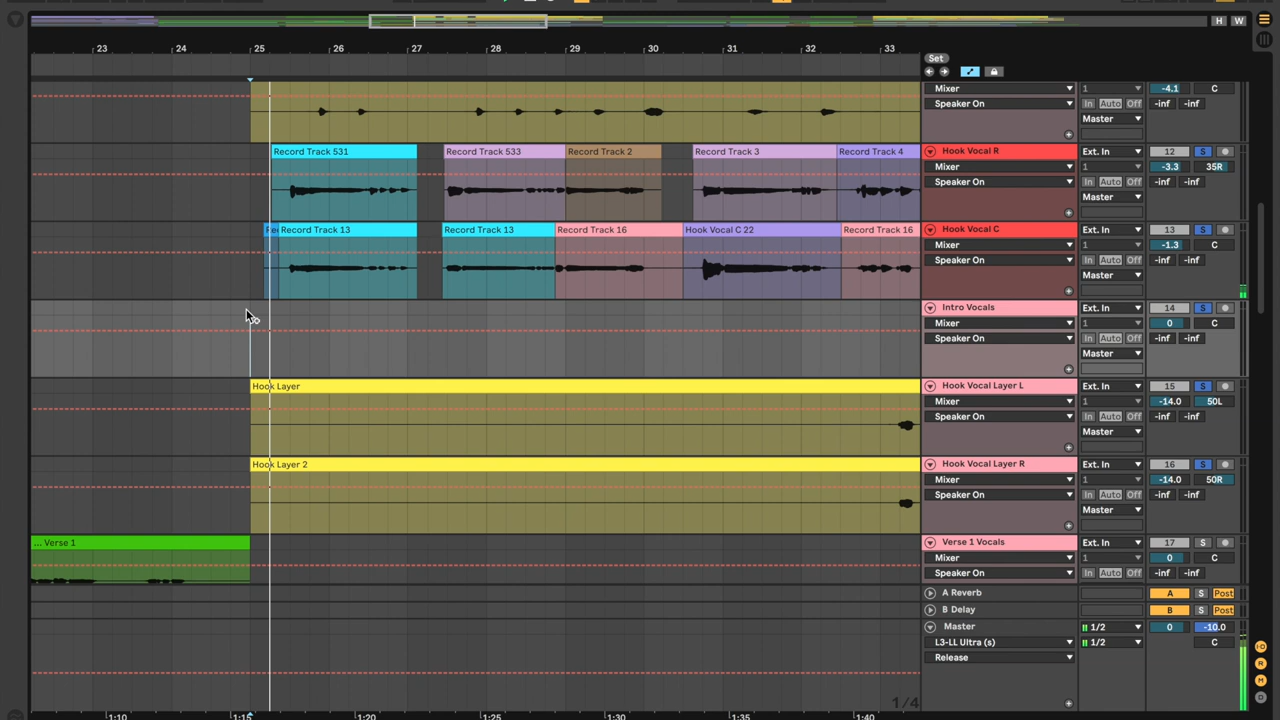 H W
23 24 25 26 27 28 29 30 31 32 33
Set
Mixer 1 -4.1 C
Speaker On In Auto Off -inf -inf
Master
Record Track 531 Record Track 533 Record Track 2 Record Track 3 Record Track 4 Hook Vocal R Ext. In 12 S
Mixer 1 -3.3 35R
Speaker On In Auto Off -inf -inf
Master
Rec Record Track 13 Record Track 13 Record Track 16 Hook Vocal C 22 Record Track 16 Hook Vocal C Ext. In 13 S
Mixer 1 -1.3 C
Speaker On In Auto Off -inf -inf
Master
Intro Vocals Ext. In 14 S
Mixer 1 0 C
Speaker On In Auto Off -inf -inf
Master
Hook Layer Hook Vocal Layer L Ext. In 15 S
Mixer 1 -14.0 50L
Speaker On In Auto Off -inf -inf
Master
Hook Layer 2 Hook Vocal Layer R Ext. In 16 S
Mixer 1 -14.0 50R
Speaker On In Auto Off -inf -inf
Master
... Verse 1 Verse 1 Vocals Ext. In 17 S
Mixer 1 0 C
Speaker On In Auto Off -inf -inf
A Reverb A S Post
B Delay B S Post
Master 1/2 0 -10.0
L3-LL Ultra (s) 1/2 C
Release
1/4
1:10 1:15 1:20 1:25 1:30 1:35 1:40